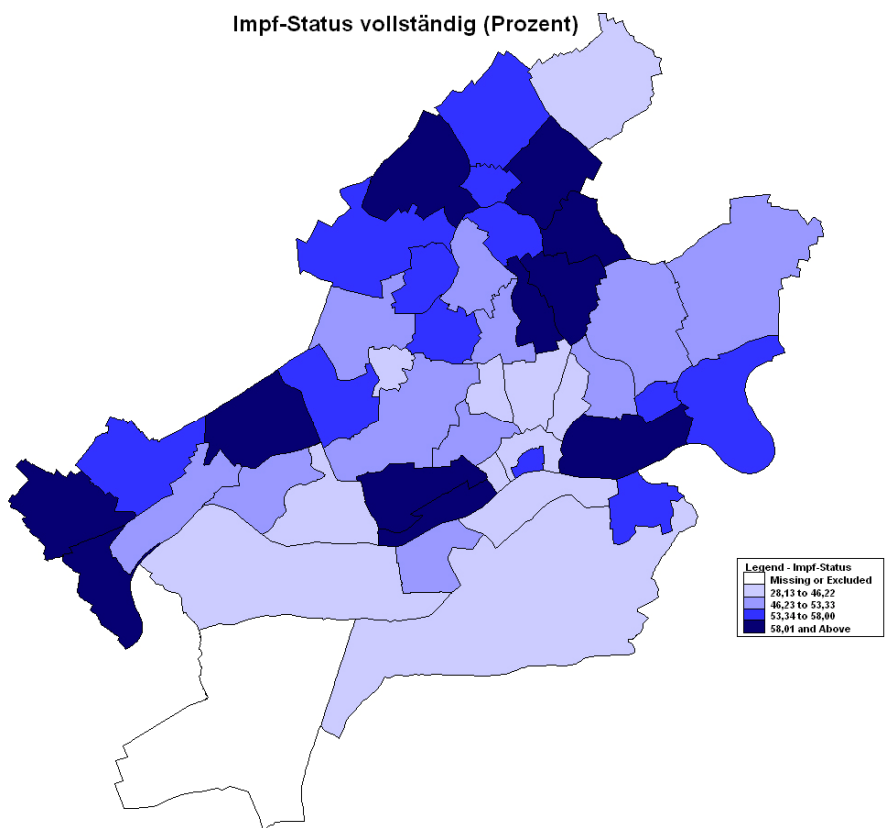 Impf-Status vollständig (Prozent)
Legend - Impf-Status
Missing or Excluded
28,13 to 46,22
46,23 to 53,33
53,34 to 58,00
58,01 and Above